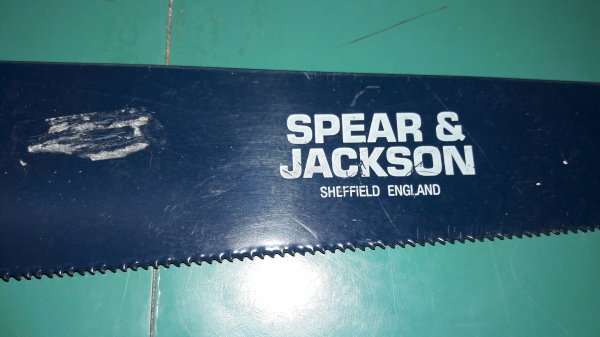 SPEAR &
JACKSON
SHEFFIELD ENGLAND